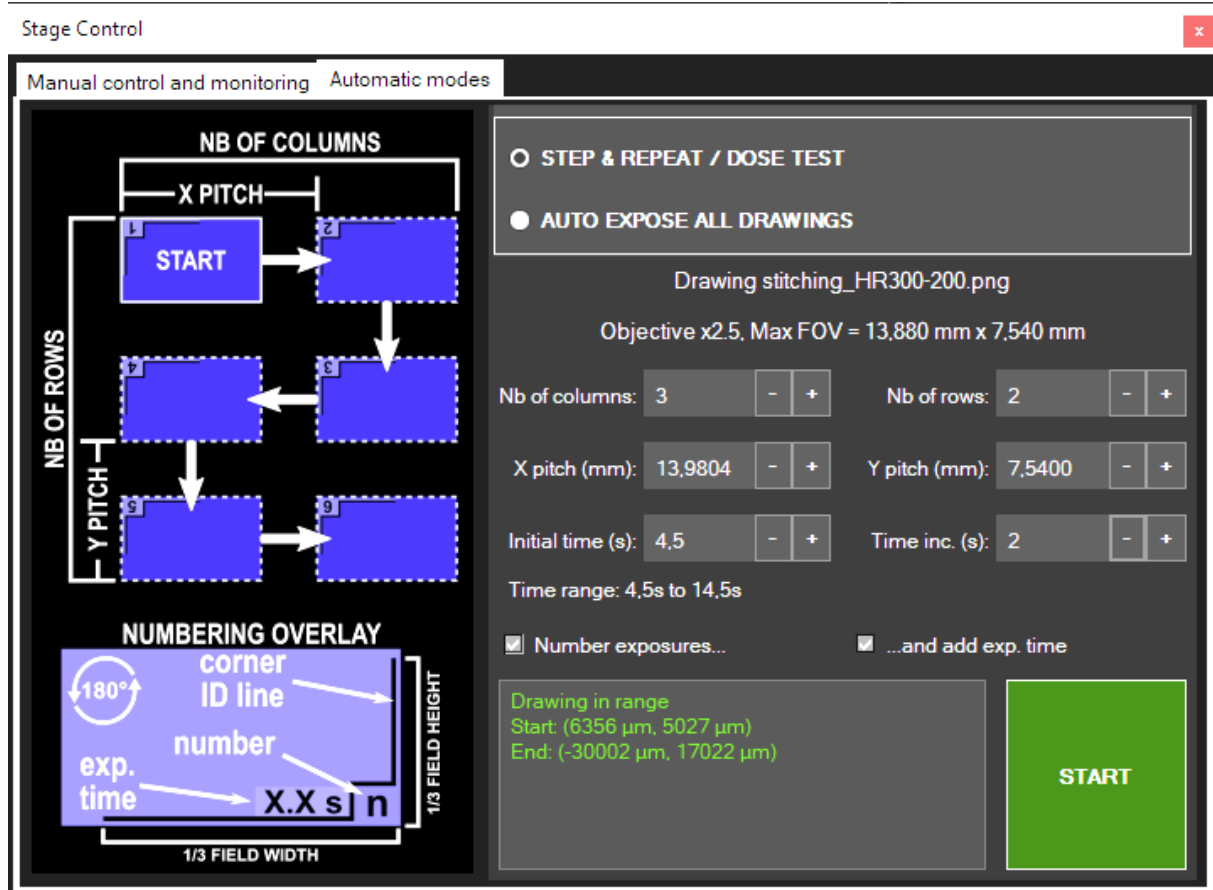 Stage Control
x
Manual control and monitoring
Automatic modes
NB OF COLUMNS
X PITCH
NB OF ROWS
Y PITCH
1
START
2
4
3
5
6
NUMBERING OVERLAY
180°
corner
ID line
number
exp.
time
X.X s
n
1/3 FIELD HEIGHT
1/3 FIELD WIDTH
STEP & REPEAT / DOSE TEST
AUTO EXPOSE ALL DRAWINGS
Drawing stitching_HR300-200.png
Objective x2.5, Max FOV = 13,880 mm x 7,540 mm
Nb of columns: 3 - +
Nb of rows: 2 - +
X pitch (mm): 13,9804 - +
Y pitch (mm): 7,5400 - +
Initial time (s): 4,5 - +
Time inc. (s): 2 - +
Time range: 4,5s to 14,5s
Number exposures...
...and add exp. time
Drawing in range
Start: (6356 µm, 5027 µm)
End: (-30002 µm, 17022 µm)
START